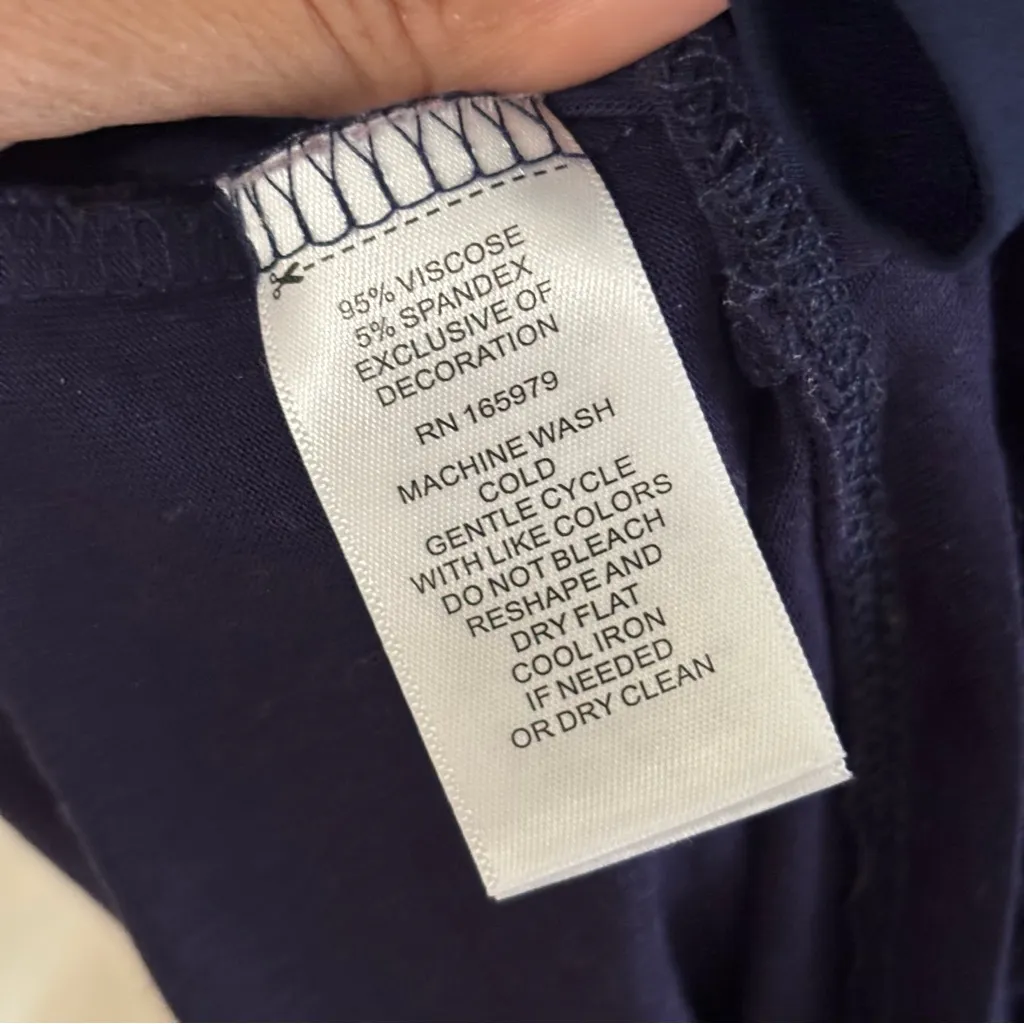 95% VISCOSE
5% SPANDEX
EXCLUSIVE OF
DECORATION
RN 165979
MACHINE WASH
COLD
GENTLE CYCLE
WITH LIKE COLORS
DO NOT BLEACH
RESHAPE AND
DRY FLAT
COOL IRON
IF NEEDED
OR DRY CLEAN